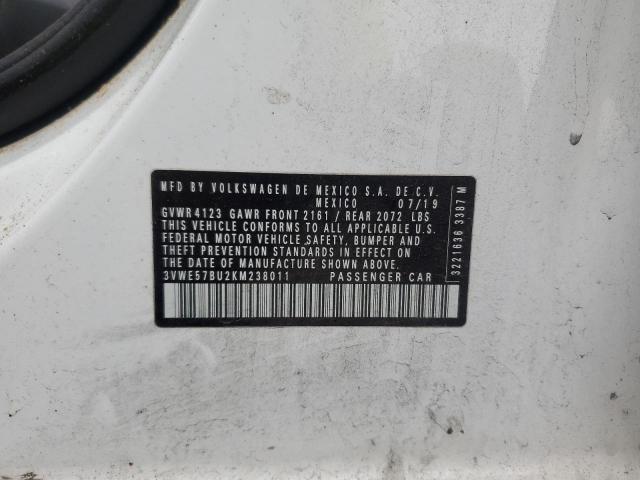 MFD BY VOLKSWAGEN DE MEXICO S.A. DE C.V.
MEXICO 07/19
GVWR 4123 GAWR FRONT 2161 / REAR 2072 LBS
THIS VEHICLE CONFORMS TO ALL APPLICABLE U.S.
FEDERAL MOTOR VEHICLE SAFETY, BUMPER AND
THEFT PREVENTION STANDARDS IN EFFECT ON
THE DATE OF MANUFACTURE SHOWN ABOVE.
3VWE57BU2KM238011 PASSENGER CAR
3221636 3387 M